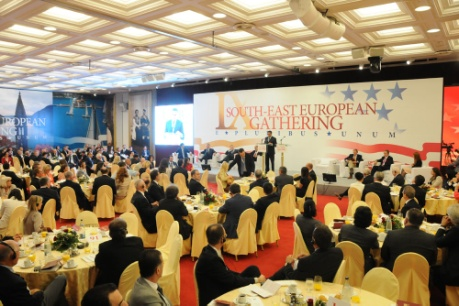 IX
SOUTH-EAST EUROPEAN
GATHERING
E • PLURIBUS • UNUM
EUROPEAN